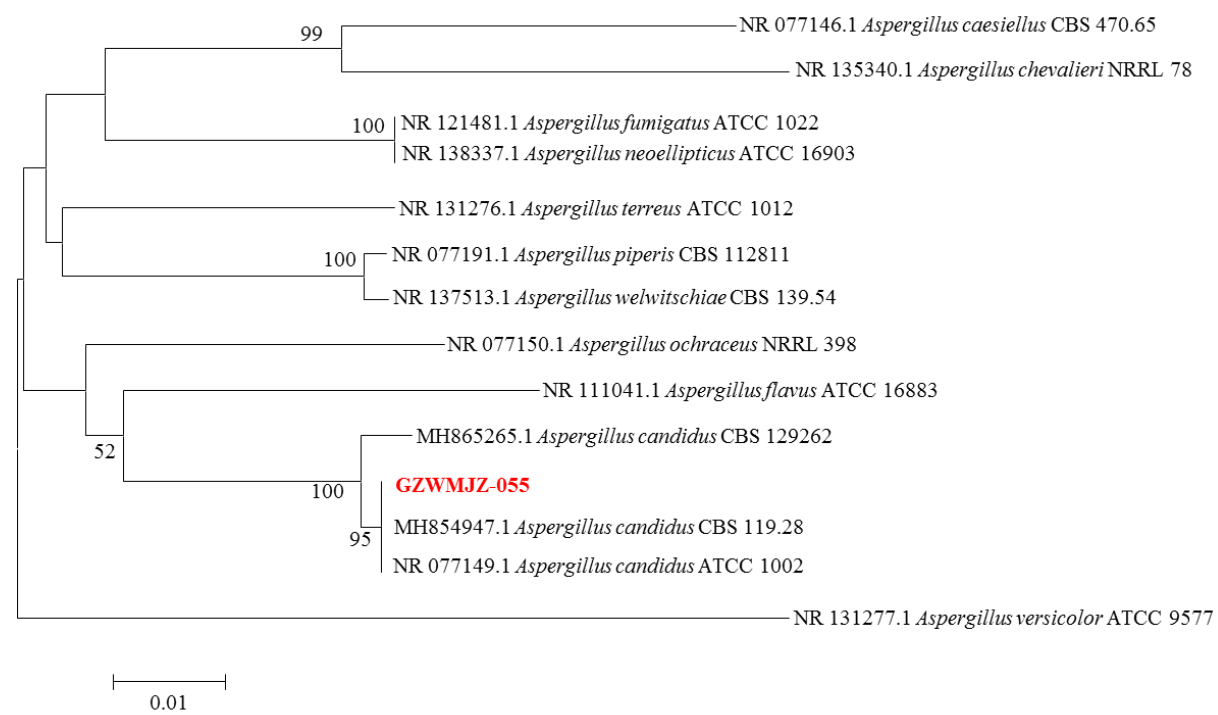 99
NR 077146.1 Aspergillus caesiellus CBS 470.65
NR 135340.1 Aspergillus chevalieri NRRL 78
100
NR 121481.1 Aspergillus fumigatus ATCC 1022
NR 138337.1 Aspergillus neoellipticus ATCC 16903
NR 131276.1 Aspergillus terreus ATCC 1012
100
NR 077191.1 Aspergillus piperis CBS 112811
NR 137513.1 Aspergillus welwitschiae CBS 139.54
NR 077150.1 Aspergillus ochraceus NRRL 398
NR 111041.1 Aspergillus flavus ATCC 16883
52
MH865265.1 Aspergillus candidus CBS 129262
100
GZWMJZ-055
95
MH854947.1 Aspergillus candidus CBS 119.28
NR 077149.1 Aspergillus candidus ATCC 1002
NR 131277.1 Aspergillus versicolor ATCC 9577
0.01